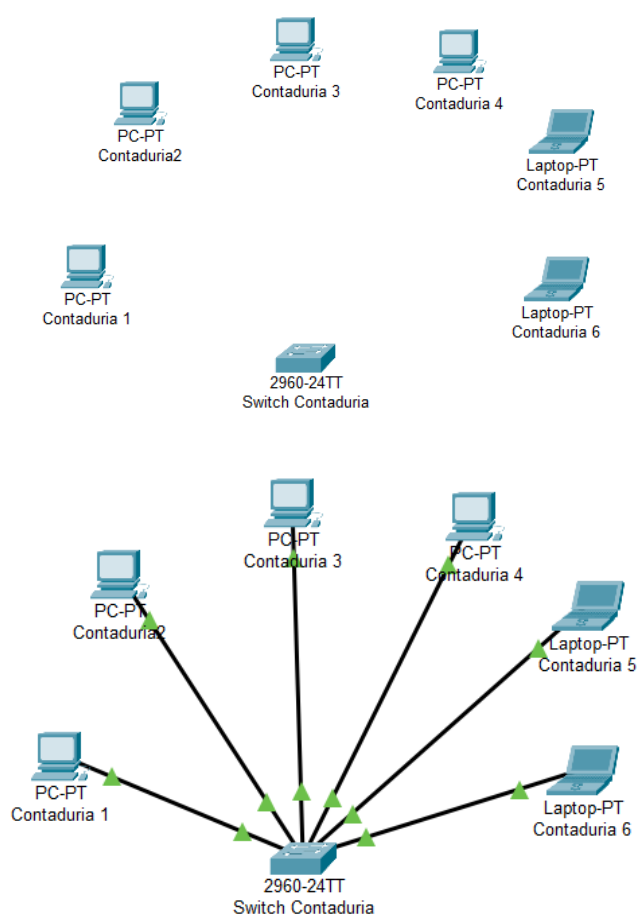 PC-PT
Contaduria 3
PC-PT
Contaduria 4
PC-PT
Contaduria2
Laptop-PT
Contaduria 5
PC-PT
Contaduria 1
Laptop-PT
Contaduria 6
2960-24TT
Switch Contaduria
PC-PT
Contaduria 3
PC-PT
Contaduria 4
PC-PT
Contaduria2
Laptop-PT
Contaduria 5
PC-PT
Contaduria 1
Laptop-PT
Contaduria 6
2960-24TT
Switch Contaduria